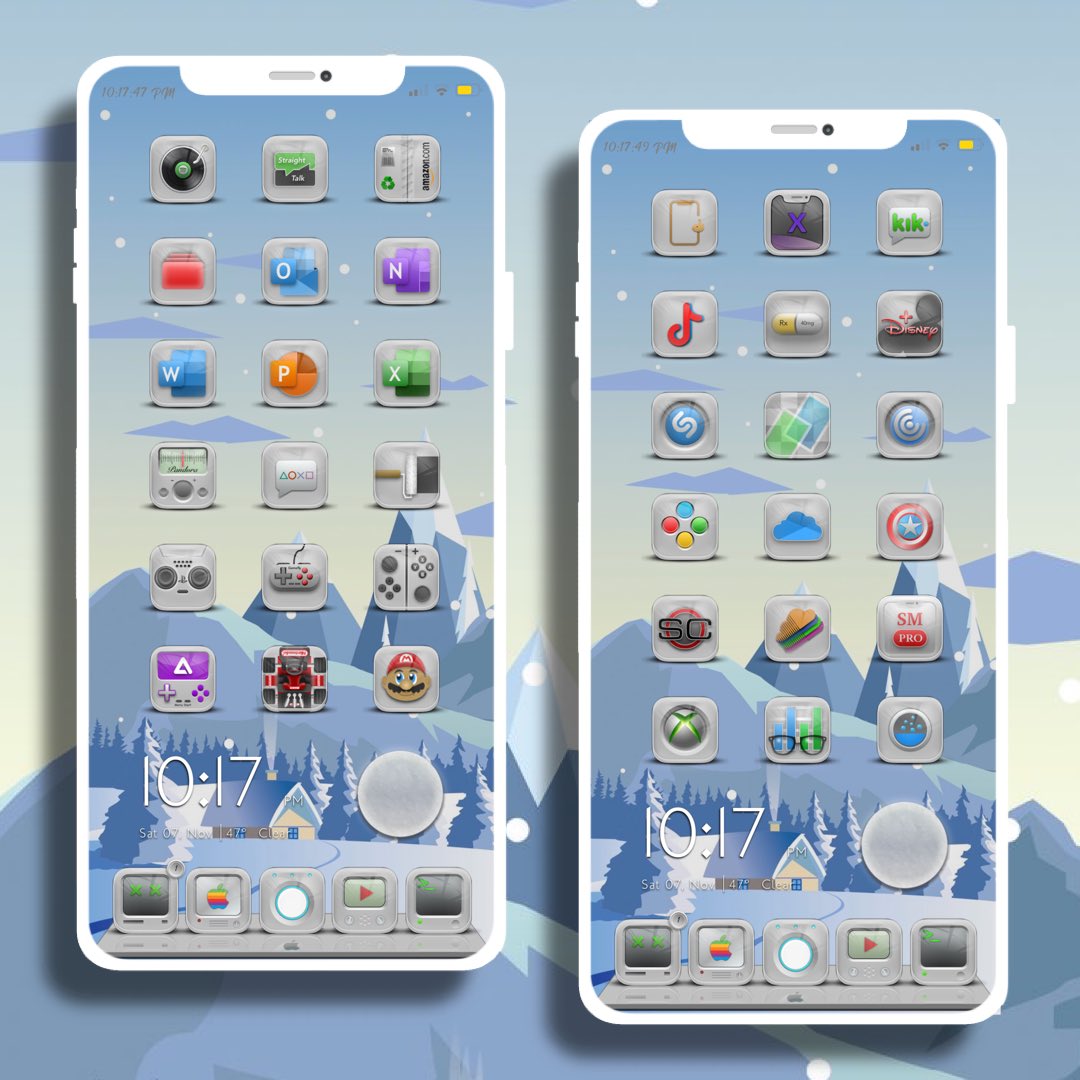 10:17:47 PM
Straight
Talk
amazon.com
O
N
W
P
X
Pandora
M
10:17
PM
Sat 07, Nov | 47° Clear
10:17:49 PM
X
kik
Rx 40mg
Disney
SC
SM
PRO
10:17
PM
Sat 07, Nov | 47° Clear